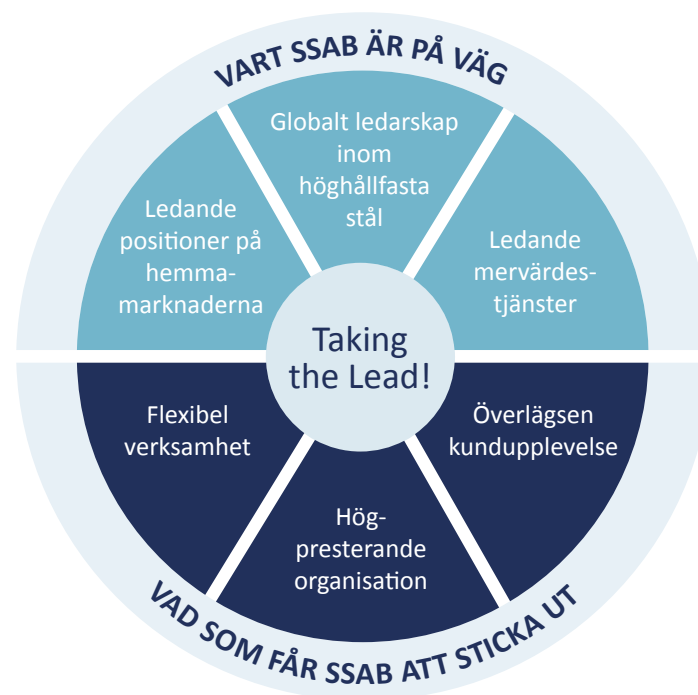 VART SSAB ÄR PÅ VÄG
Globalt ledarskap
inom
höghållfasta
stål
Ledande
positioner på
hemma-
marknaderna
Ledande
mervärdes-
tjänster
Taking
the Lead!
Flexibel
verksamhet
Överlägsen
kundupplevelse
Hög-
presterande
organisation
VAD SOM FÅR SSAB ATT STICKA UT